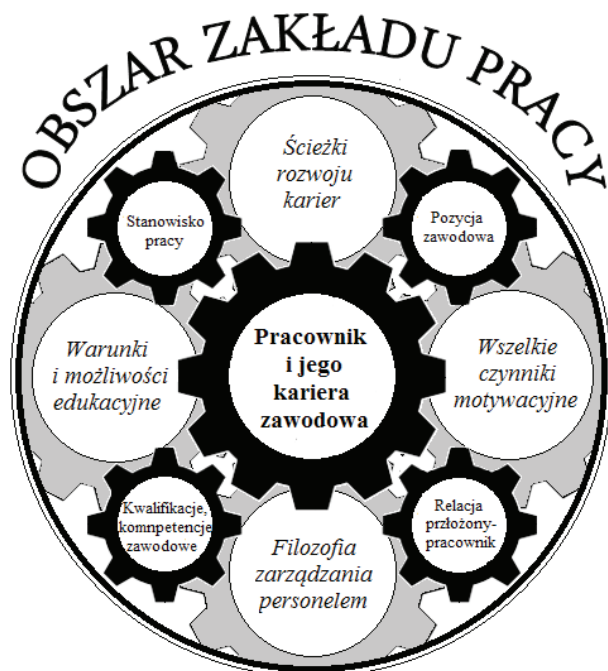 OBSZAR ZAKŁADU PRACY
Ścieżki
rozwoju
karier
Stanowisko
pracy
Pozycja
zawodowa
Warunki
i możliwości
edukacyjne
Pracownik
i jego
kariera
zawodowa
Wszelkie
czynniki
motywacyjne
Kwalifikacje,
komnpetencje
zawodowe
Filozofia
zarządzania
personelem
Relacja
przłożony-
pracownik